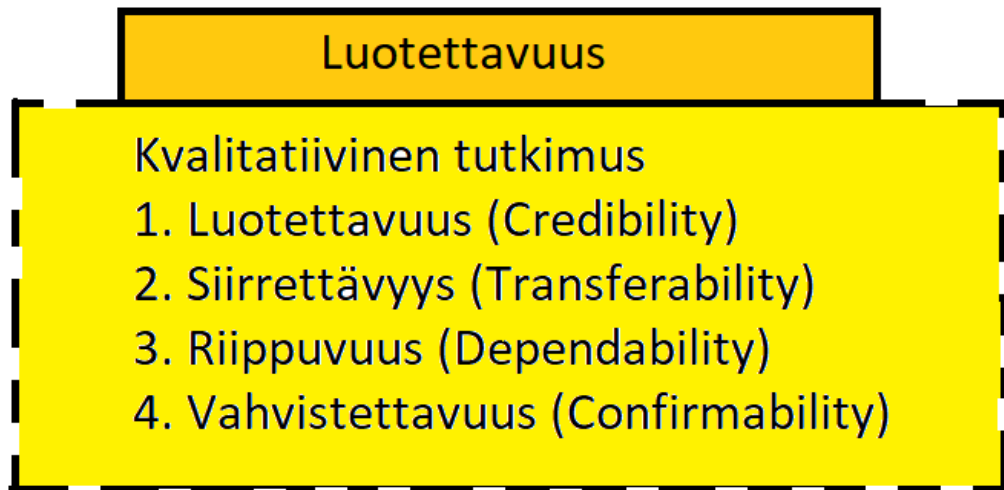 Luotettavuus
Kvalitatiivinen tutkimus
1. Luotettavuus (Credibility)
2. Siirrettävyys (Transferability)
3. Riippuvuus (Dependability)
4. Vahvistettavuus (Confirmability)